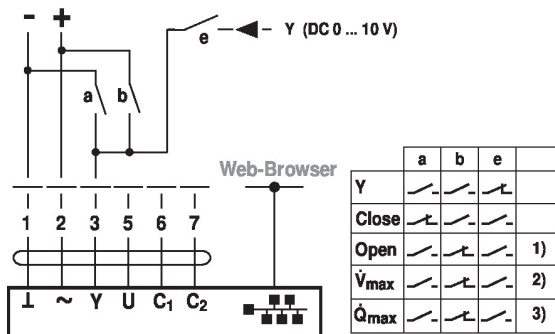 - +
e
Y (DC 0 ... 10 V)
a b
Web-Browser
1 2 3 5 6 7
⊥ ~ Y U C₁ C₂
a b e
Y
Close
Open 1)
V̇max 2)
Q̇max 3)